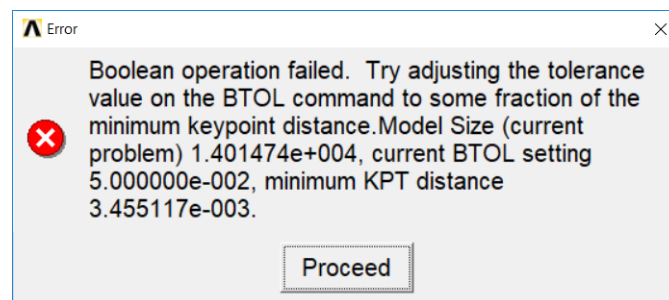 Error
Boolean operation failed.  Try adjusting the tolerance
value on the BTOL command to some fraction of the
minimum keypoint distance.Model Size (current
problem) 1.401474e+004, current BTOL setting
5.000000e-002, minimum KPT distance
3.455117e-003.
Proceed